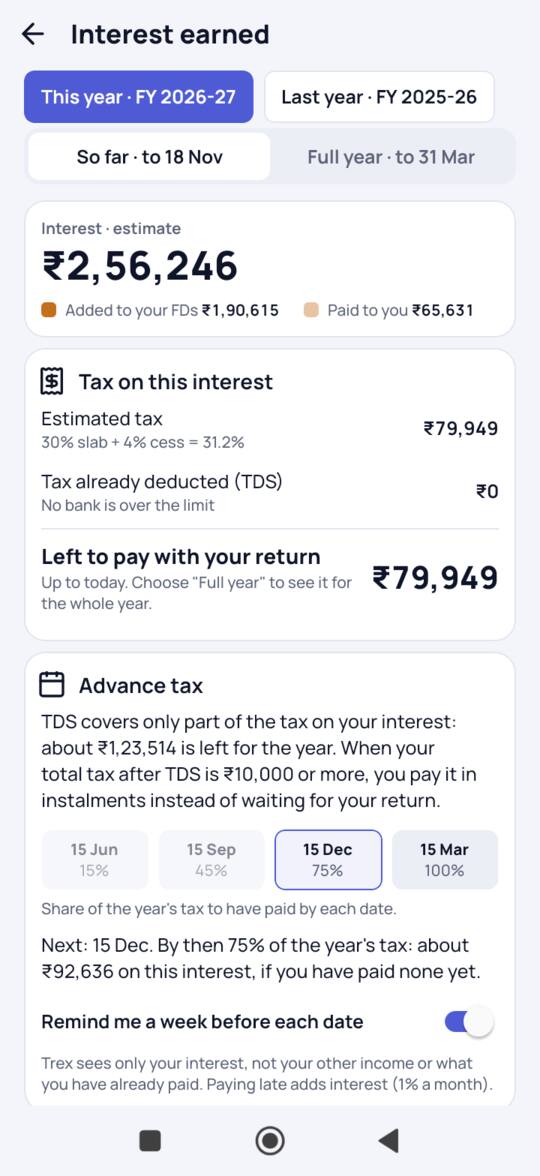 Interest earned
This year · FY 2026-27
Last year · FY 2025-26
So far · to 18 Nov
Full year · to 31 Mar
Interest · estimate
₹2,56,246
Added to your FDs ₹1,90,615
Paid to you ₹65,631
Tax on this interest
Estimated tax
30% slab + 4% cess = 31.2%
₹79,949
Tax already deducted (TDS)
No bank is over the limit
₹0
Left to pay with your return
Up to today. Choose "Full year" to see it for
the whole year.
₹79,949
Advance tax
TDS covers only part of the tax on your interest:
about ₹1,23,514 is left for the year. When your
total tax after TDS is ₹10,000 or more, you pay it in
instalments instead of waiting for your return.
15 Jun
15%
15 Sep
45%
15 Dec
75%
15 Mar
100%
Share of the year's tax to have paid by each date.
Next: 15 Dec. By then 75% of the year's tax: about
₹92,636 on this interest, if you have paid none yet.
Remind me a week before each date
Trex sees only your interest, not your other income or what
you have already paid. Paying late adds interest (1% a month).